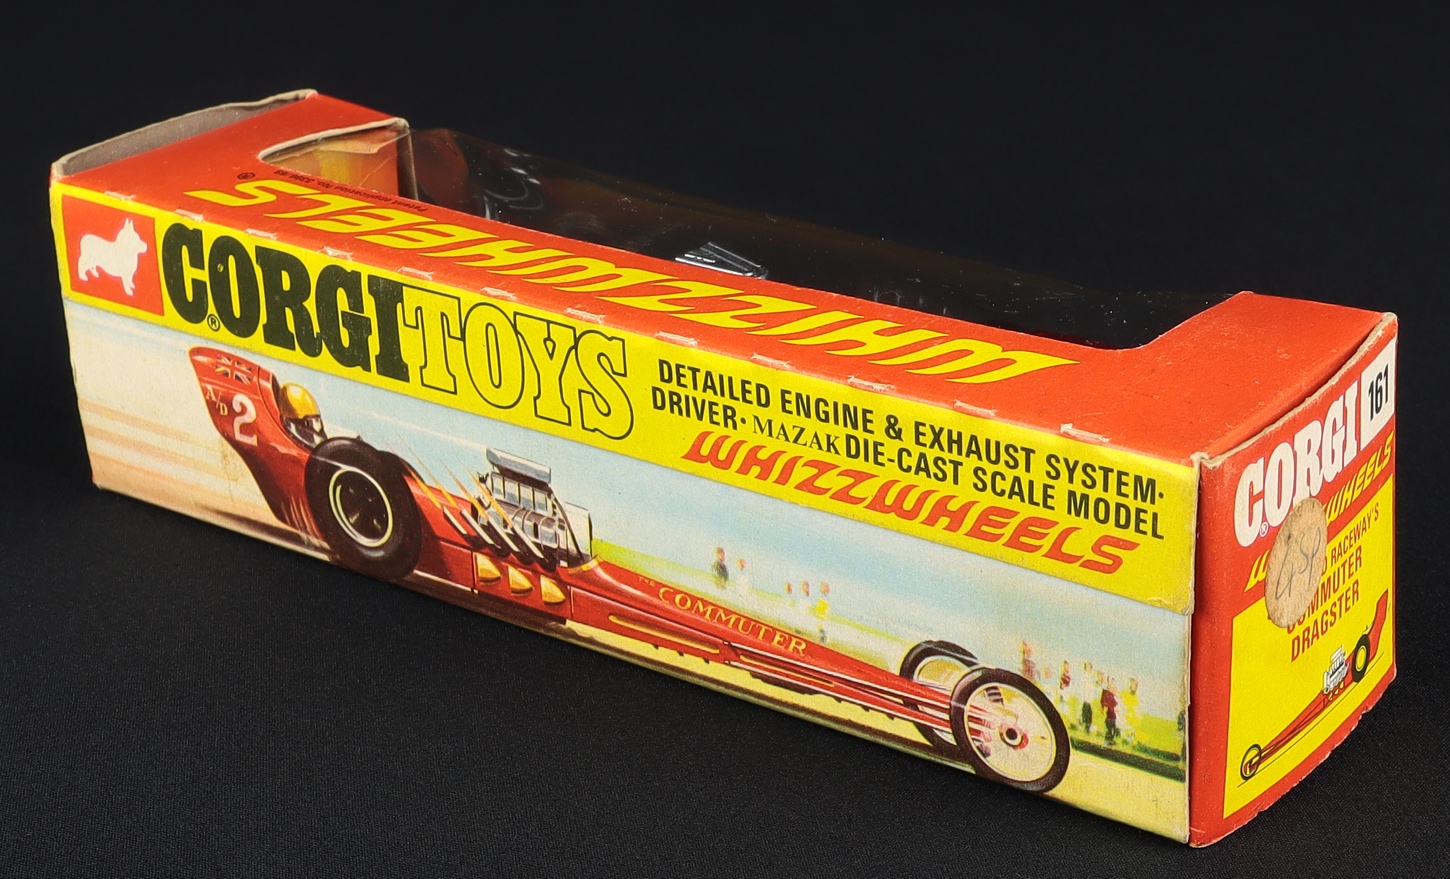 WHIZZWHEELS ®
CORGI TOYS
®
DETAILED ENGINE & EXHAUST SYSTEM·
DRIVER· MAZAK DIE-CAST SCALE MODEL
WHIZZWHEELS
A/D
2
THE COMMUTER
161
CORGI
®
WHEELS
RACEWAY'S
COMMUTER
DRAGSTER